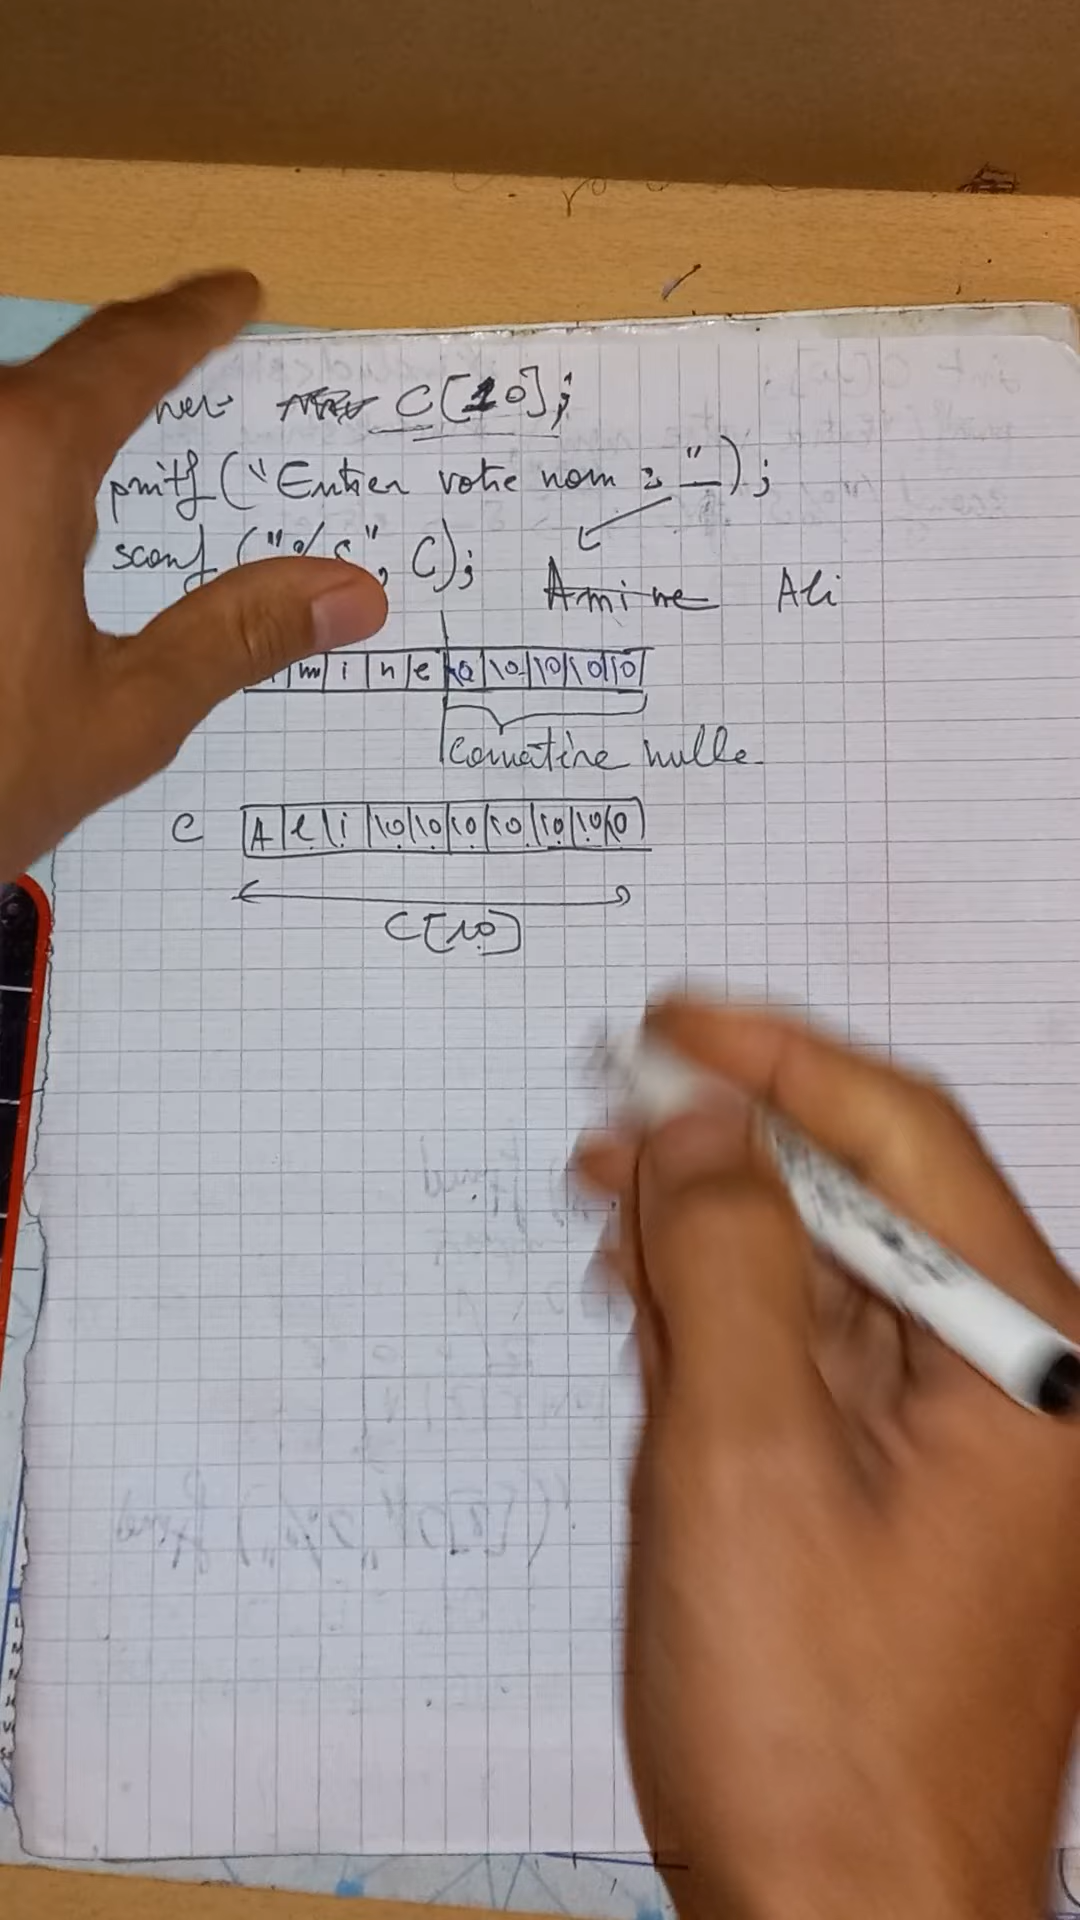 C[10];
printf ("Entrer votre nom : ");
scanf ("%s", C);
Amine Ali
m i n e \0 \0 \0 \0 \0
caractère nulle
C A l i \0 \0 \0 \0 \0 \0 \0
C[10]